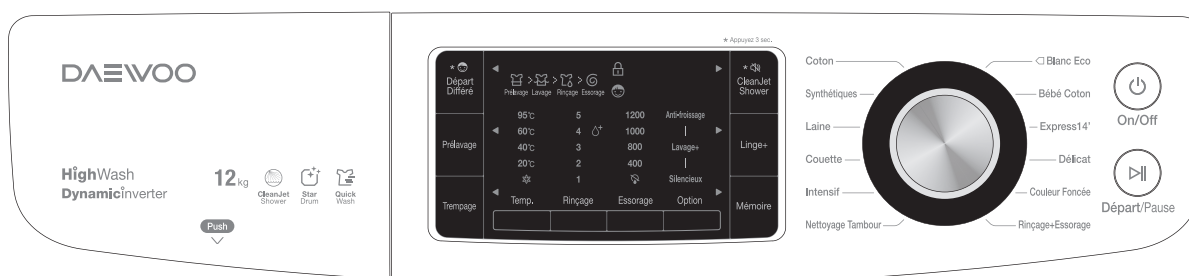 * Appuyez 3 sec.
DAEWOO
HighWash
Dynamicinverter
12kg
CleanJet
Shower
Star
Drum
Quick
Wash
Push
*
Départ
Différé
Prélavage
Trempage
Prélavage Lavage Rinçage Essorage
95°c 5 1200 Anti-froissage
60°c 4 1000
40°c 3 800 Lavage+
20°c 2 400
1 Silencieux
Temp. Rinçage Essorage Option
*
CleanJet
Shower
Linge+
Mémoire
Coton
Synthétiques
Laine
Couette
Intensif
Nettoyage Tambour
Blanc Eco
Bébé Coton
Express14'
Délicat
Couleur Foncée
Rinçage+Essorage
On/Off
Départ/Pause